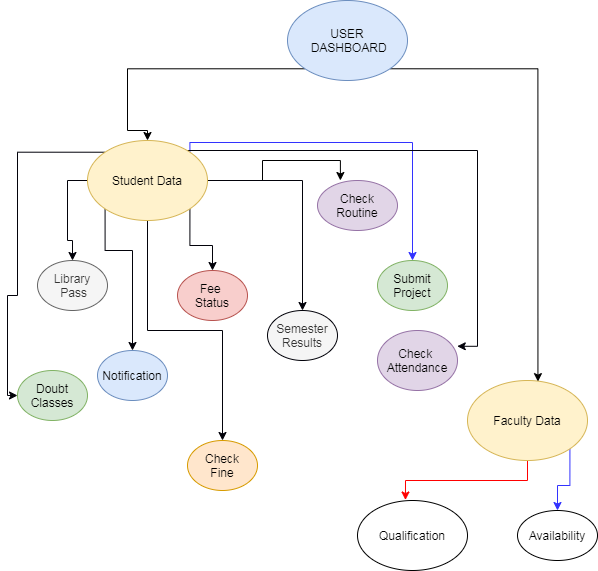 USER
DASHBOARD
Student Data
Check
Routine
Library
Pass
Fee
Status
Submit
Project
Semester
Results
Check
Attendance
Notification
Doubt
Classes
Faculty Data
Check
Fine
Qualification
Availability